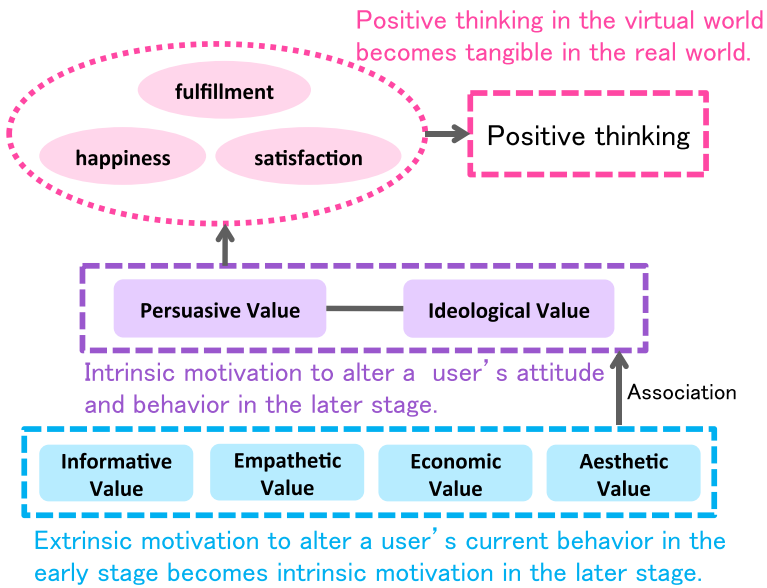 Positive thinking in the virtual world
becomes tangible in the real world.
fulfillment
happiness
satisfaction
Positive thinking
Persuasive Value
Ideological Value
Intrinsic motivation to alter a user's attitude
and behavior in the later stage.
Association
Informative
Value
Empathetic
Value
Economic
Value
Aesthetic
Value
Extrinsic motivation to alter a user's current behavior in the
early stage becomes intrinsic motivation in the later stage.